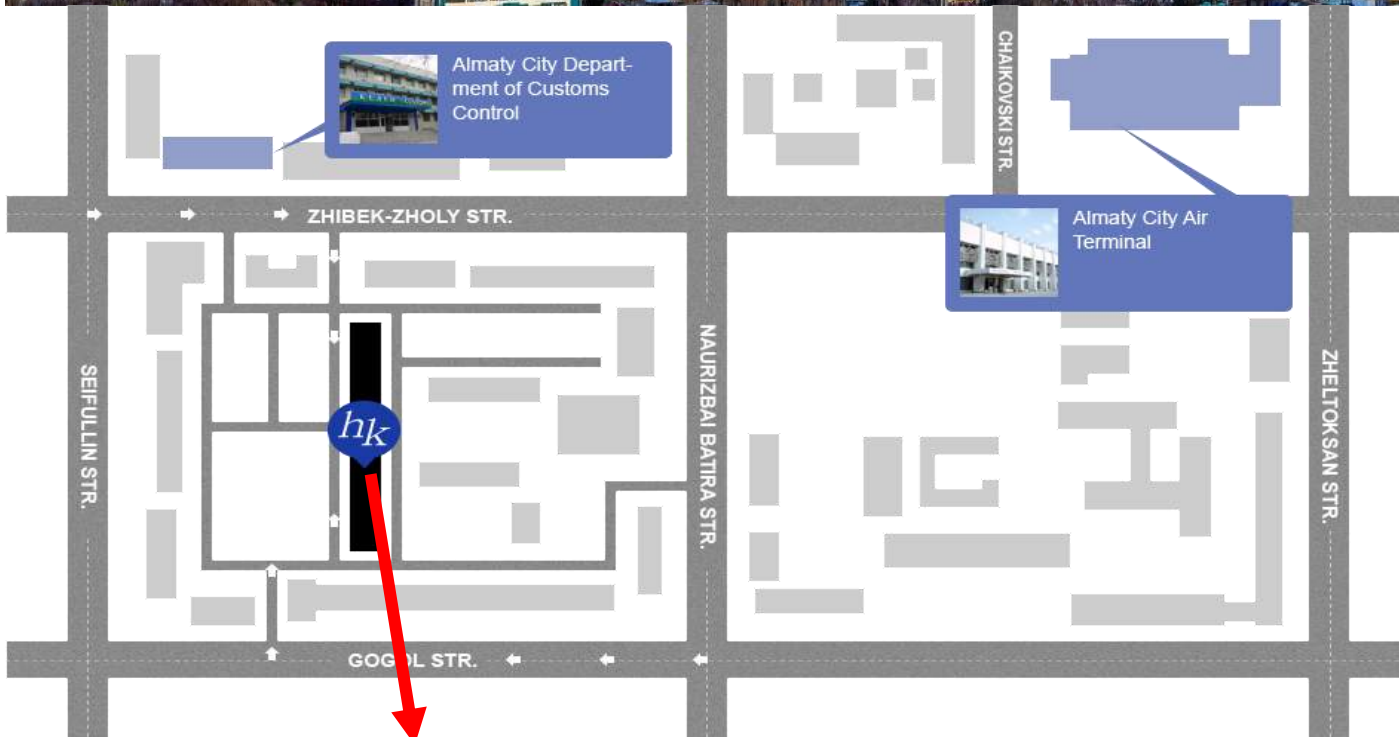 Almaty City Depart-
ment of Customs
Control
CHAIKOVSKI STR.
ZHIBEK-ZHOLY STR.
Almaty City Air
Terminal
SEIFULLIN STR.
hk
NAURIZBAI BATIRA STR.
ZHELTOKSAN STR.
GOGOL STR.